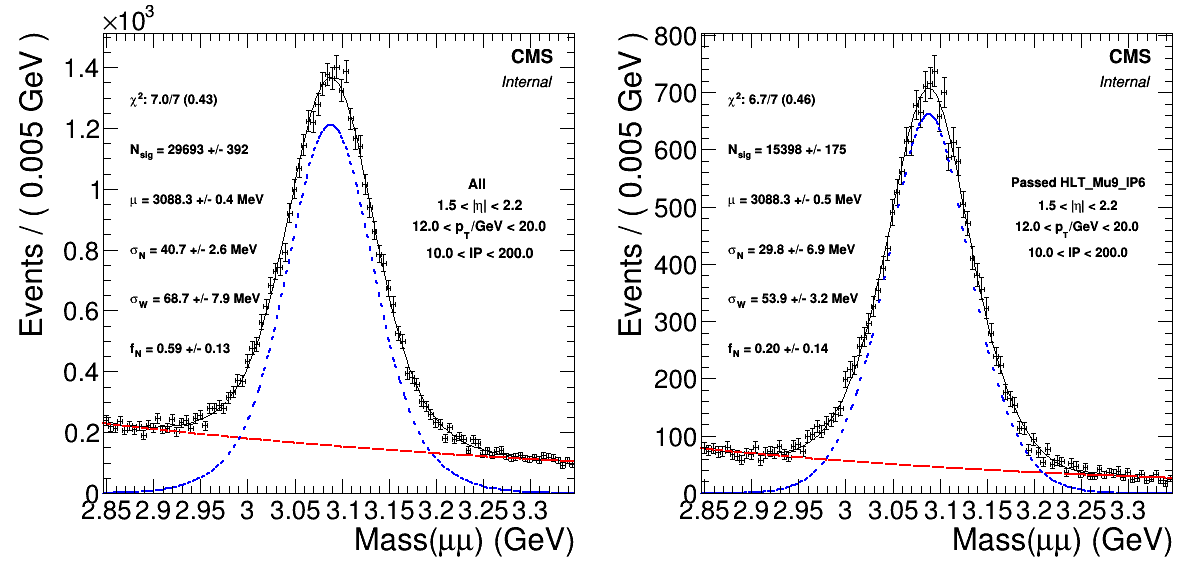 ×10³
Events / ( 0.005 GeV )
1.4
1.2
1
0.8
0.6
0.4
0.2
0
CMS
Internal
χ²: 7.0/7 (0.43)
N_sig = 29693 +/- 392
μ = 3088.3 +/- 0.4 MeV
σ_N = 40.7 +/- 2.6 MeV
σ_W = 68.7 +/- 7.9 MeV
f_N = 0.59 +/- 0.13
All
1.5 < |η| < 2.2
12.0 < p_T/GeV < 20.0
10.0 < IP < 200.0
2.85 2.9 2.95 3 3.05 3.1 3.15 3.2 3.25 3.3
Mass(μμ) (GeV)
Events / ( 0.005 GeV )
800
700
600
500
400
300
200
100
0
CMS
Internal
χ²: 6.7/7 (0.46)
N_sig = 15398 +/- 175
μ = 3088.3 +/- 0.5 MeV
σ_N = 29.8 +/- 6.9 MeV
σ_W = 53.9 +/- 3.2 MeV
f_N = 0.20 +/- 0.14
Passed HLT_Mu9_IP6
1.5 < |η| < 2.2
12.0 < p_T/GeV < 20.0
10.0 < IP < 200.0
2.85 2.9 2.95 3 3.05 3.1 3.15 3.2 3.25 3.3
Mass(μμ) (GeV)